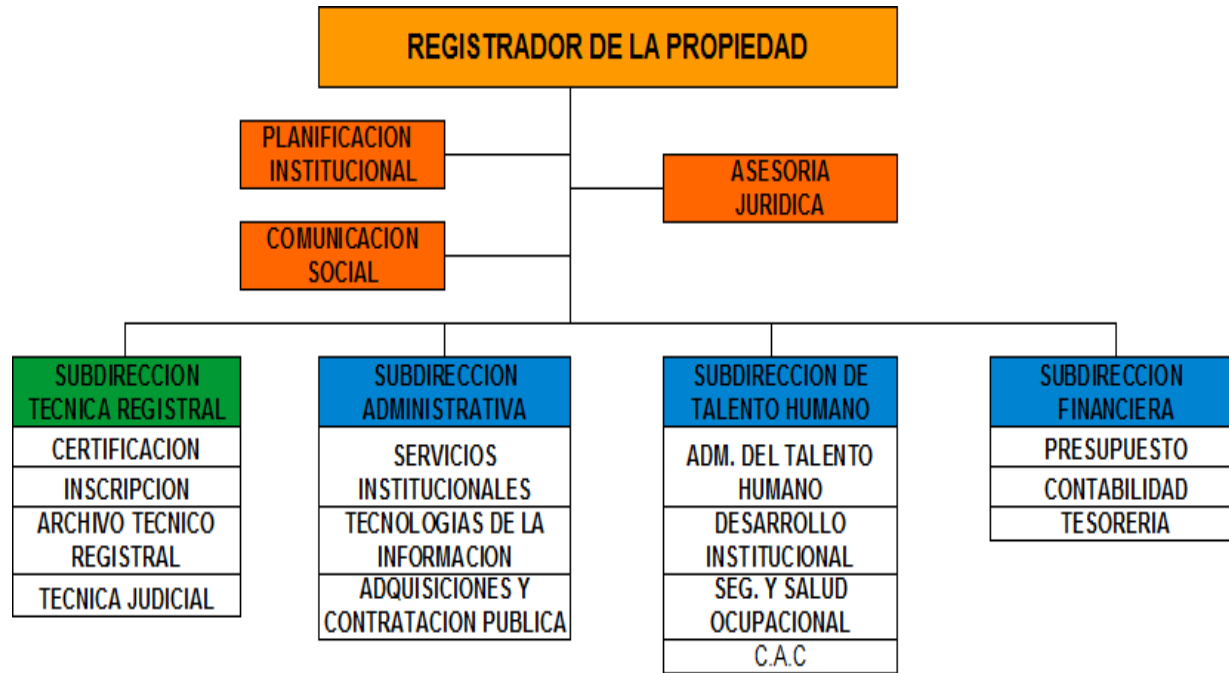 REGISTRADOR DE LA PROPIEDAD
PLANIFICACION
INSTITUCIONAL
ASESORIA
JURIDICA
COMUNICACION
SOCIAL
SUBDIRECCION
TECNICA REGISTRAL
CERTIFICACION
INSCRIPCION
ARCHIVO TECNICO
REGISTRAL
TECNICA JUDICIAL
SUBDIRECCION
ADMINISTRATIVA
SERVICIOS
INSTITUCIONALES
TECNOLOGIAS DE LA
INFORMACION
ADQUISICIONES Y
CONTRATACION PUBLICA
SUBDIRECCION DE
TALENTO HUMANO
ADM. DEL TALENTO
HUMANO
DESARROLLO
INSTITUCIONAL
SEG. Y SALUD
OCUPACIONAL
C.A.C
SUBDIRECCION
FINANCIERA
PRESUPUESTO
CONTABILIDAD
TESORERIA